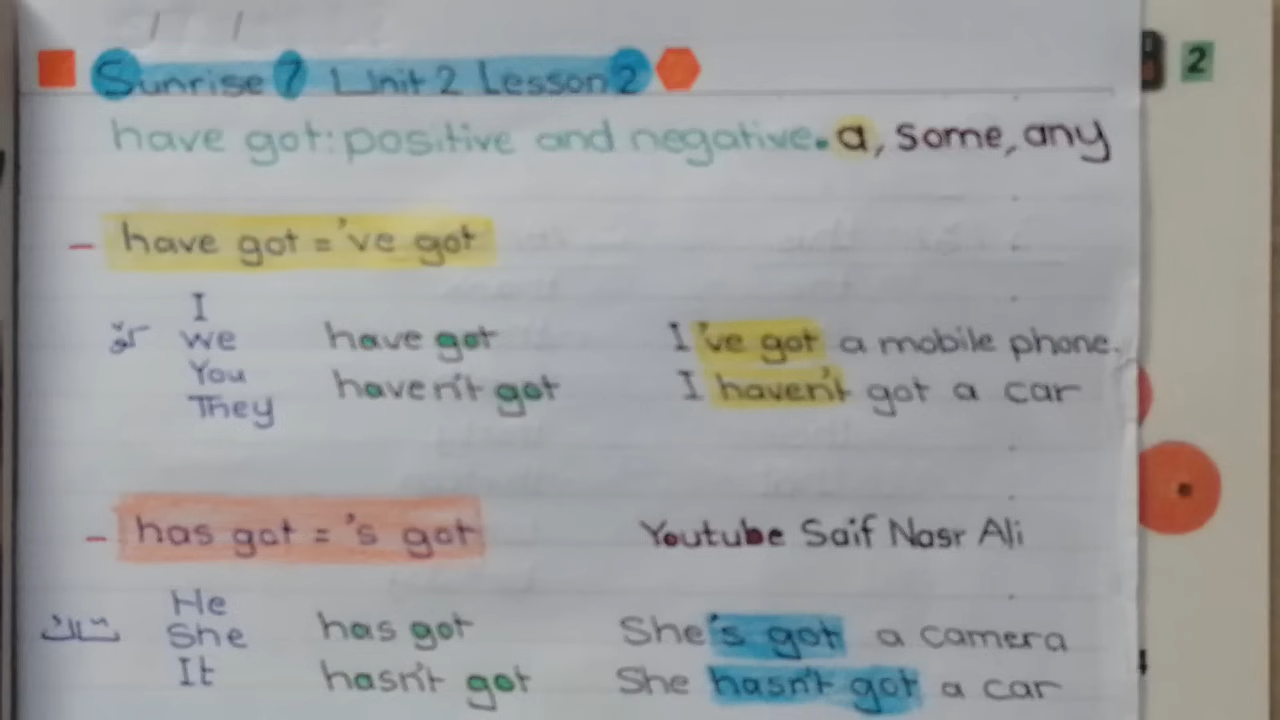 Sunrise 7 Unit 2 Lesson 2
2
have got: positive and negative. a, some, any
- have got = 've got
I
کۆ We have got I 've got a mobile phone.
You haven't got I haven't got a car
They
- has got = 's got Youtube Saif Nasr Ali
He
تاك She has got She's got a camera
It hasn't got She hasn't got a car